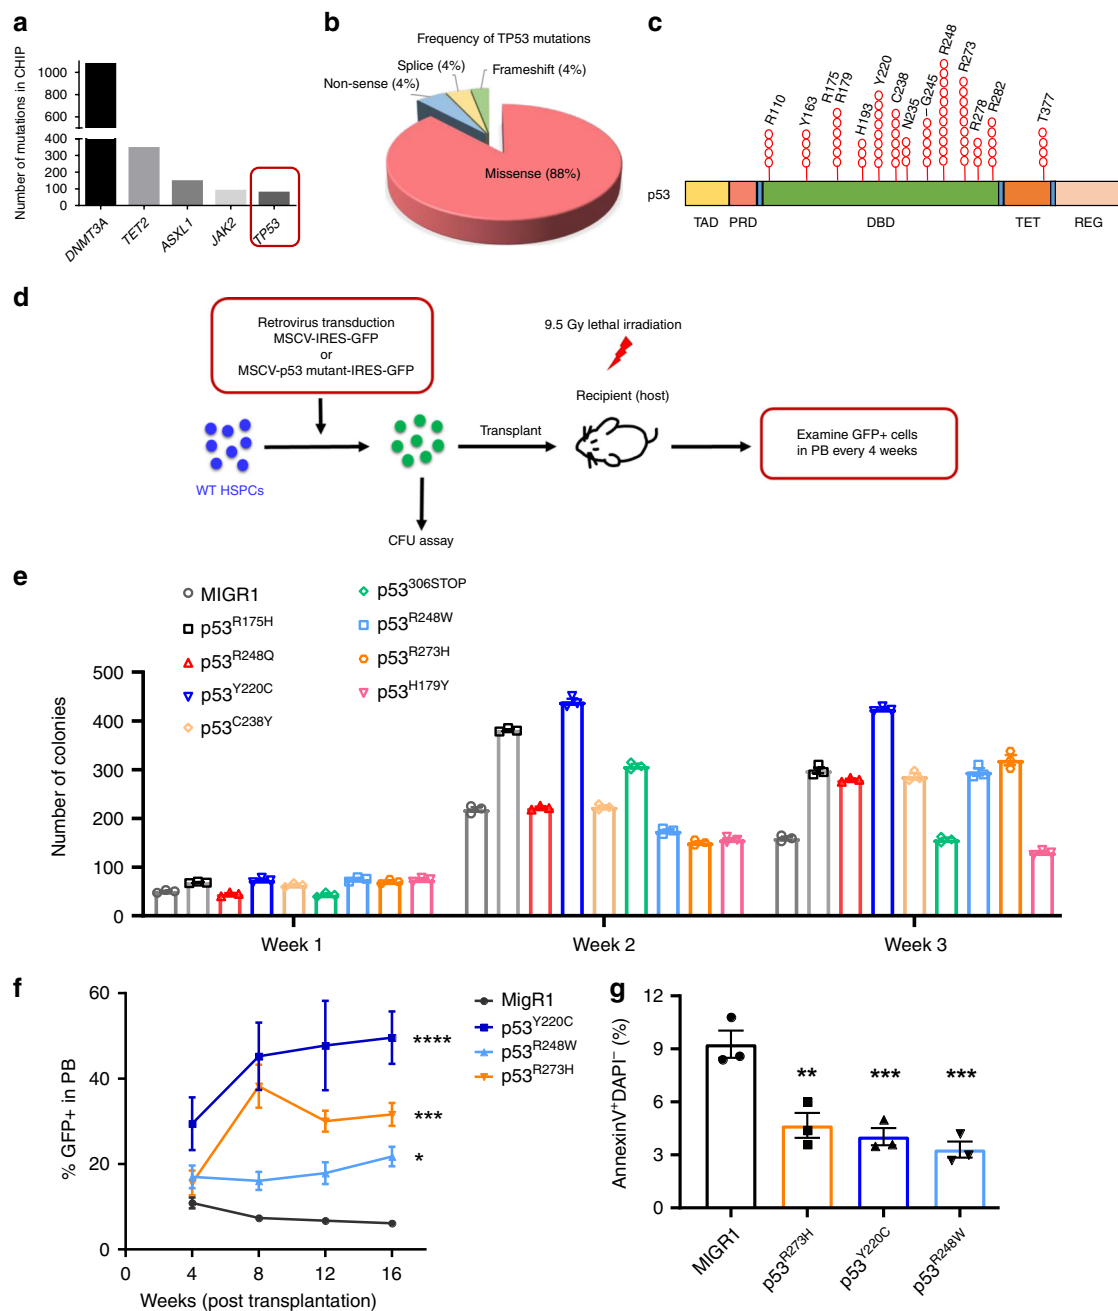 a
Number of mutations in CHIP
1000
800
600
400
300
200
100
0
DNMT3A
TET2
ASXL1
JAK2
TP53
b
Frequency of TP53 mutations
Splice (4%)
Frameshift (4%)
Non-sense (4%)
Missense (88%)
c
R110
Y163
R175
R179
H193
Y220
C238
N235
G245
R248
R273
R278
R282
T377
p53
TAD
PRD
DBD
TET
REG
d
Retrovirus transduction
MSCV-IRES-GFP
or
MSCV-p53 mutant-IRES-GFP
9.5 Gy lethal irradiation
Recipient (host)
Transplant
Examine GFP+ cells
in PB every 4 weeks
WT HSPCs
CFU assay
e
MIGR1
p53R175H
p53R248Q
p53Y220C
p53C238Y
p53306STOP
p53R248W
p53R273H
p53H179Y
Number of colonies
500
400
300
200
100
0
Week 1
Week 2
Week 3
f
% GFP+ in PB
60
40
20
0
0
4
8
12
16
Weeks (post transplantation)
MigR1
p53Y220C
p53R248W
p53R273H
****
***
*
g
AnnexinV+DAPI− (%)
12
9
6
3
0
**
***
***
MIGR1
p53R273H
p53Y220C
p53R248W